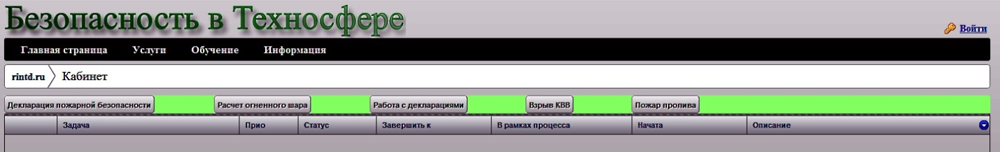 Безопасность в Техносфере
Войти
Главная страница Услуги Обучение Информация
rintd.ru Кабинет
Декларация пожарной безопасности Расчет огненного шара Работа с декларациями Взрыв КВВ Пожар пролива
Задача Прио Статус Завершить к В рамках процесса Начата Описание